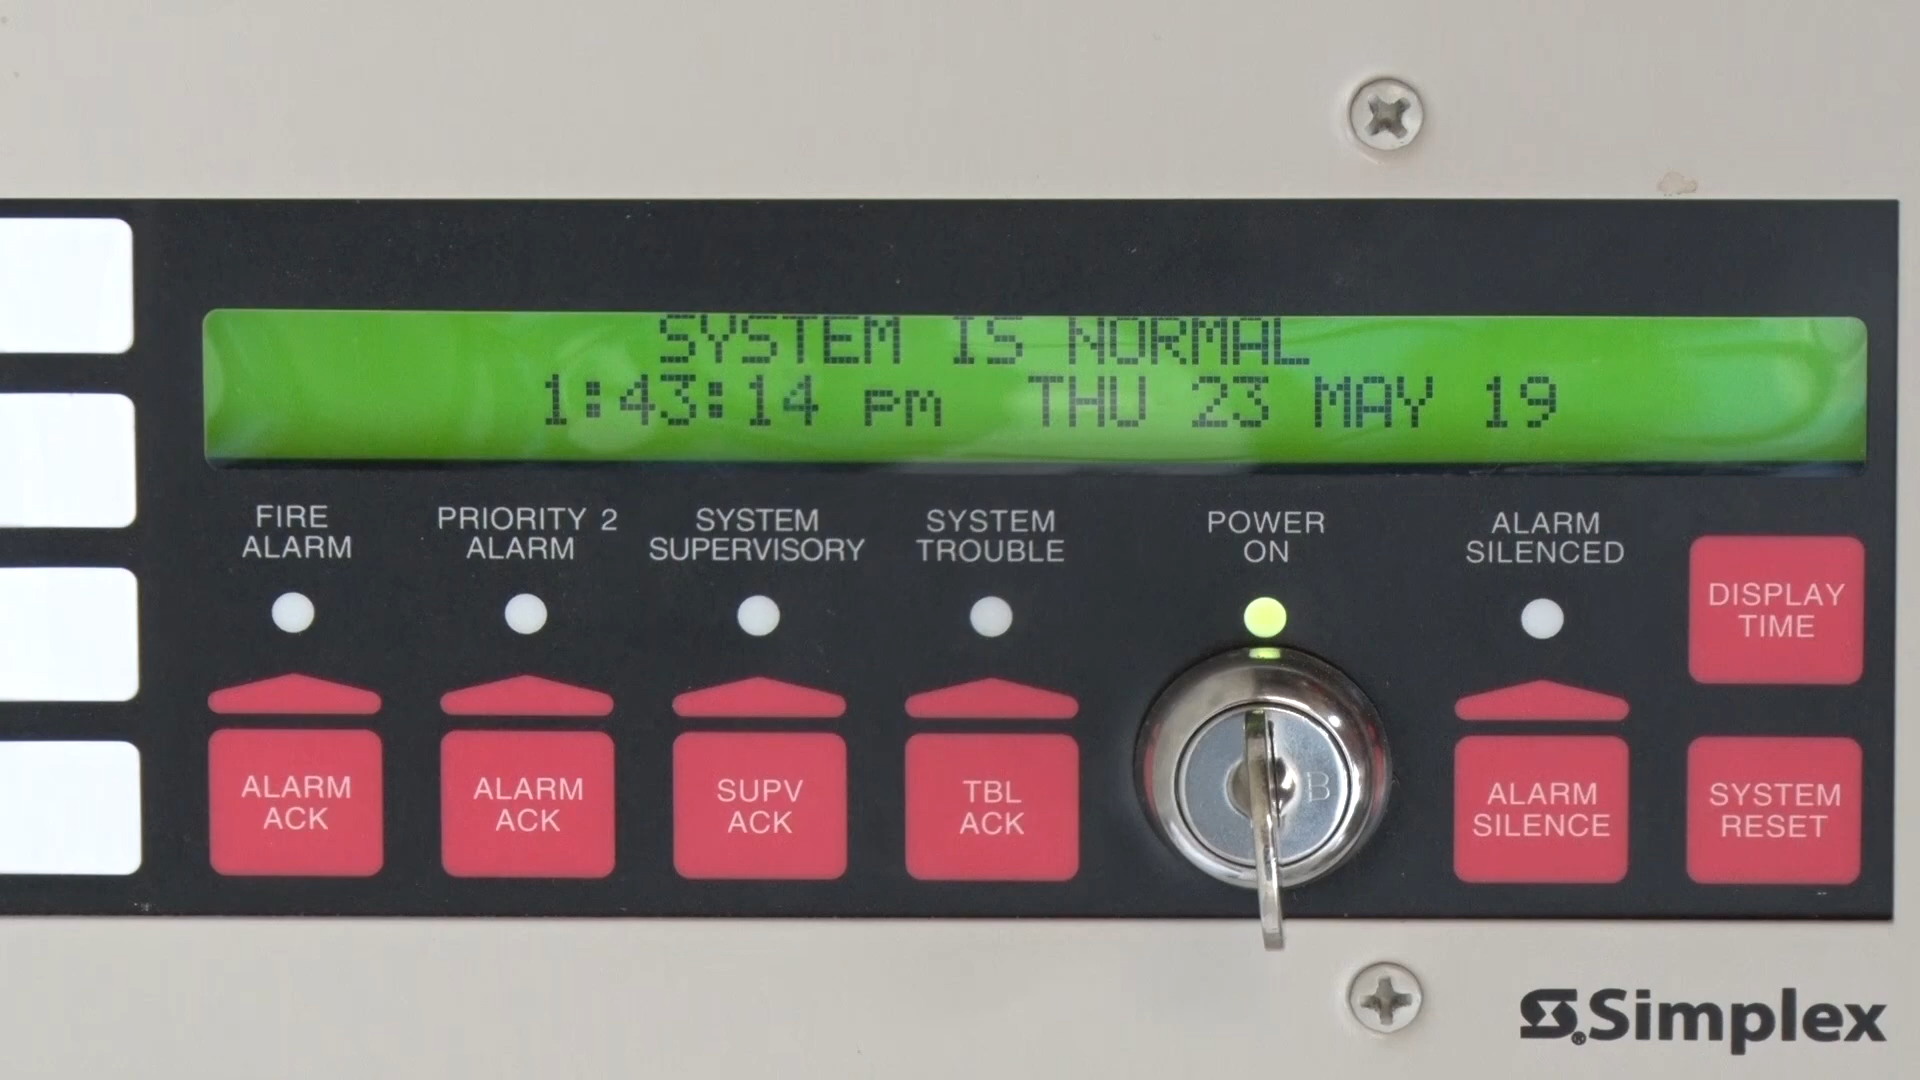 SYSTEM IS NORMAL
1:43:14 pm THU 23 MAY 19
FIRE
ALARM
PRIORITY 2
ALARM
SYSTEM
SUPERVISORY
SYSTEM
TROUBLE
POWER
ON
ALARM
SILENCED
DISPLAY
TIME
ALARM
ACK
ALARM
ACK
SUPV
ACK
TBL
ACK
B
ALARM
SILENCE
SYSTEM
RESET
Simplex